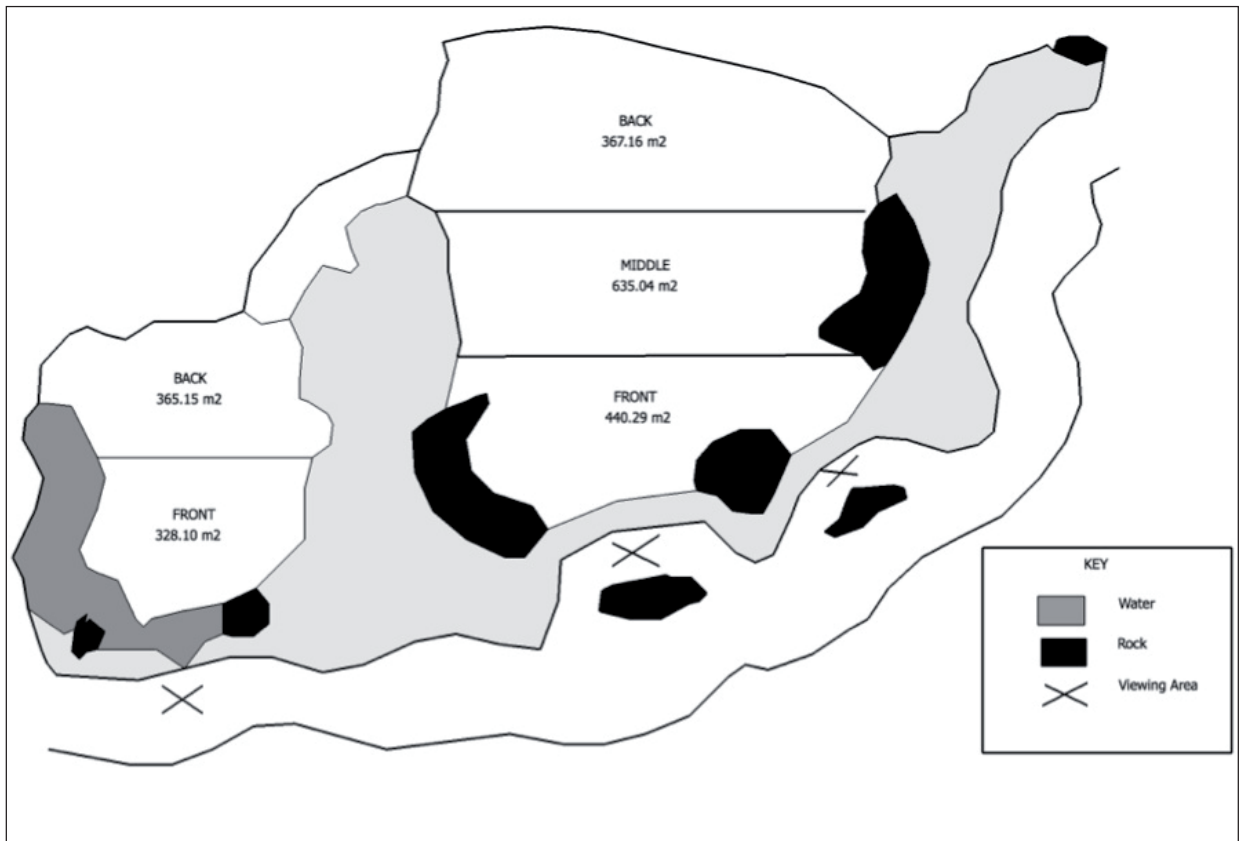 BACK
367.16 m2
MIDDLE
635.04 m2
BACK
365.15 m2
FRONT
440.29 m2
FRONT
328.10 m2
KEY
Water
Rock
Viewing Area